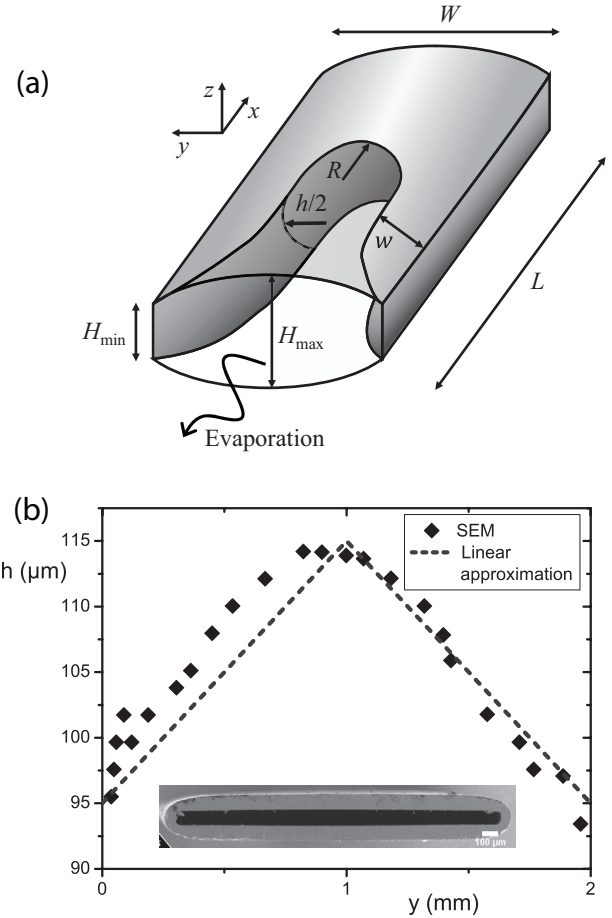 (a)
W
z
x
y
R
h/2
w
L
H min
H max
Evaporation
(b)
SEM
Linear
approximation
h (μm)
115
110
105
100
95
90
100 μm
0
1
2
y (mm)